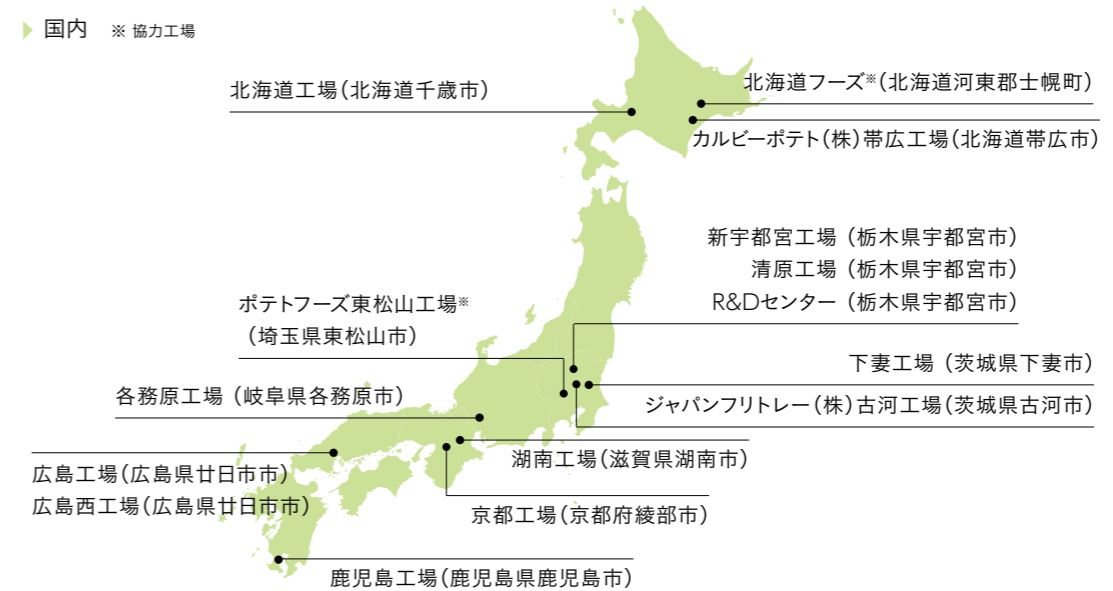 国内 ※ 協力工場
北海道工場(北海道千歳市)
北海道フーズ※(北海道河東郡士幌町)
カルビーポテト(株)帯広工場(北海道帯広市)
新宇都宮工場 (栃木県宇都宮市)
清原工場 (栃木県宇都宮市)
R&Dセンター (栃木県宇都宮市)
ポテトフーズ東松山工場※
(埼玉県東松山市)
下妻工場 (茨城県下妻市)
各務原工場 (岐阜県各務原市)
ジャパンフリトレー(株)古河工場(茨城県古河市)
湖南工場(滋賀県湖南市)
広島工場(広島県廿日市市)
広島西工場(広島県廿日市市)
京都工場(京都府綾部市)
鹿児島工場(鹿児島県鹿児島市)